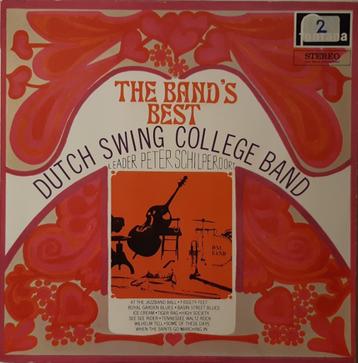 2
fontana
STEREO
THE BAND'S
BEST
DUTCH SWING COLLEGE BAND
LEADER PETER SCHILPEROORT
D.S.C.
BAND
AT THE JAZZBAND BALL • FIDGETY FEET
ROYAL GARDEN BLUES • BASIN STREET BLUES
ICE CREAM • TIGER RAG • HIGH SOCIETY
SEE SEE RIDER • TENNESSEE WALTZ ROCK
WILHELM TELL • SOME OF THESE DAYS
WHEN THE SAINTS GO MARCHING IN